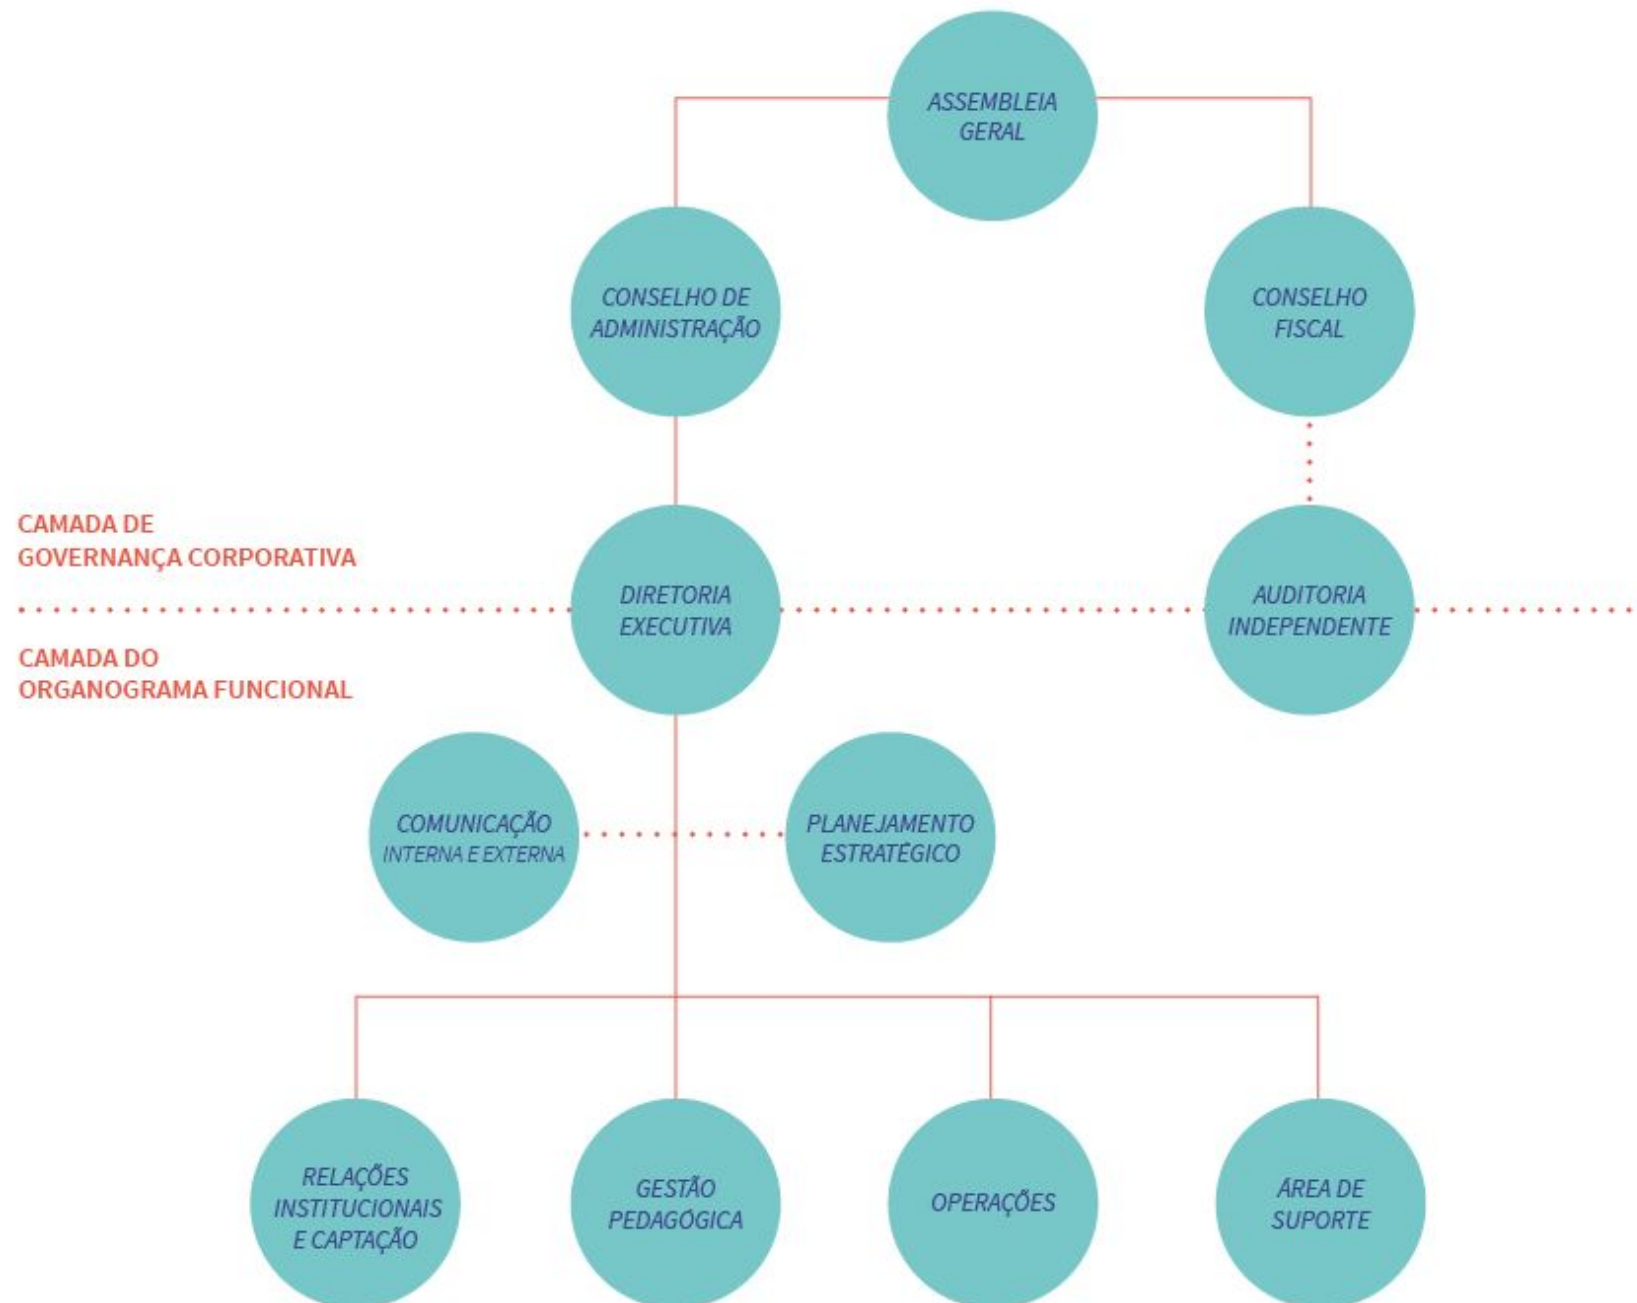 ASSEMBLEIA
GERAL
CONSELHO DE
ADMINISTRAÇÃO
CONSELHO
FISCAL
CAMADA DE
GOVERNANÇA CORPORATIVA
DIRETORIA
EXECUTIVA
AUDITORIA
INDEPENDENTE
CAMADA DO
ORGANOGRAMA FUNCIONAL
COMUNICAÇÃO
INTERNA E EXTERNA
PLANEJAMENTO
ESTRATÉGICO
RELAÇÕES
INSTITUCIONAIS
E CAPTAÇÃO
GESTÃO
PEDAGÓGICA
OPERAÇÕES
ÁREA DE
SUPORTE